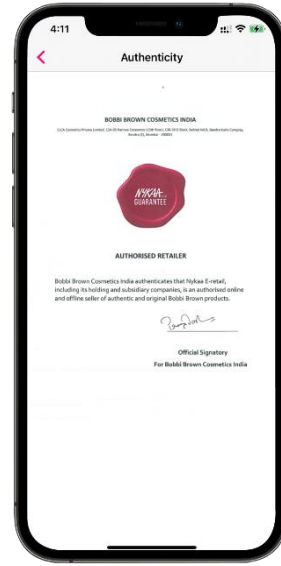 4:11
Authenticity
BOBBI BROWN COSMETICS INDIA
NYKAA
GUARANTEE
AUTHORISED RETAILER
Bobbi Brown Cosmetics India authenticates that Nykaa E-retail,
including its holding and subsidiary companies, is an authorised online
and offline seller of authentic and original Bobbi Brown products.
Official Signatory
For Bobbi Brown Cosmetics India